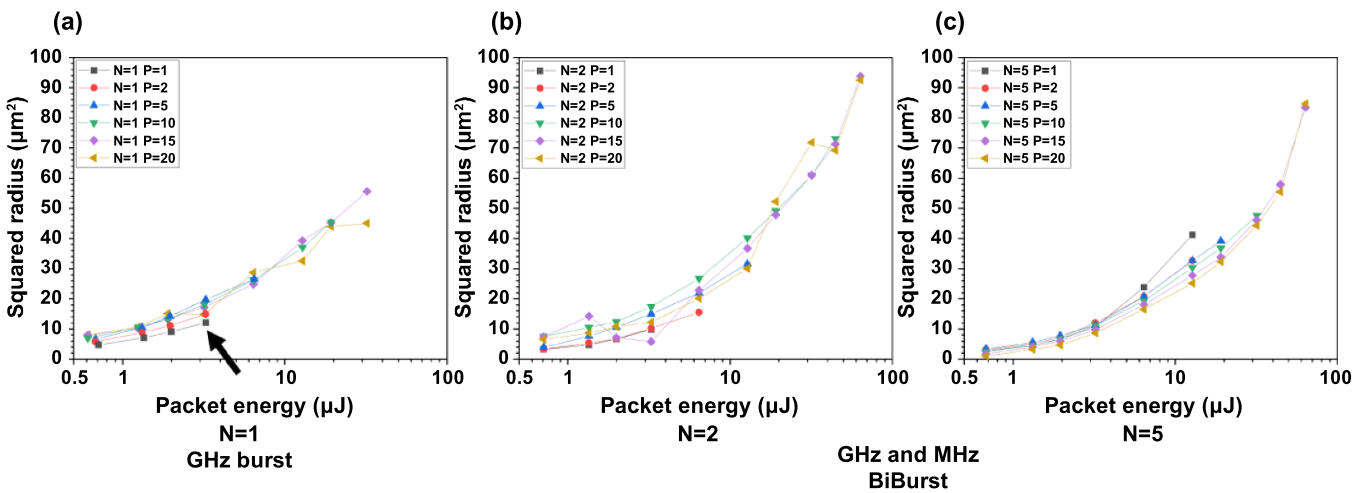 (a)
Squared radius (µm²)
100
90
80
70
60
50
40
30
20
10
0
N=1 P=1
N=1 P=2
N=1 P=5
N=1 P=10
N=1 P=15
N=1 P=20
0.5
1
10
100
Packet energy (µJ)
N=1
GHz burst
(b)
Squared radius (µm²)
100
90
80
70
60
50
40
30
20
10
0
N=2 P=1
N=2 P=2
N=2 P=5
N=2 P=10
N=2 P=15
N=2 P=20
0.5
1
10
100
Packet energy (µJ)
N=2
(c)
Squared radius (µm²)
100
90
80
70
60
50
40
30
20
10
0
N=5 P=1
N=5 P=2
N=5 P=5
N=5 P=10
N=5 P=15
N=5 P=20
0.5
1
10
100
Packet energy (µJ)
N=5
GHz and MHz
BiBurst